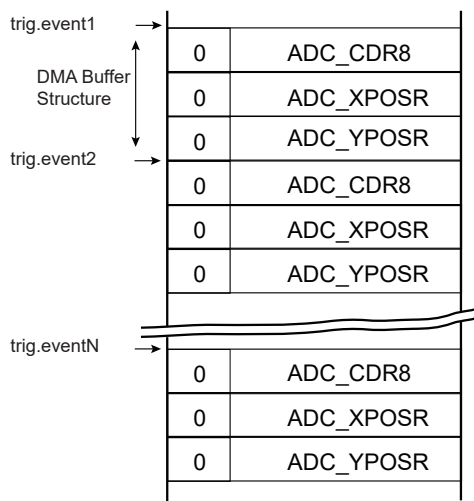 trig.event1
0 ADC_CDR8
DMA Buffer
Structure
0 ADC_XPOSR
0 ADC_YPOSR
trig.event2
0 ADC_CDR8
0 ADC_XPOSR
0 ADC_YPOSR
trig.eventN
0 ADC_CDR8
0 ADC_XPOSR
0 ADC_YPOSR